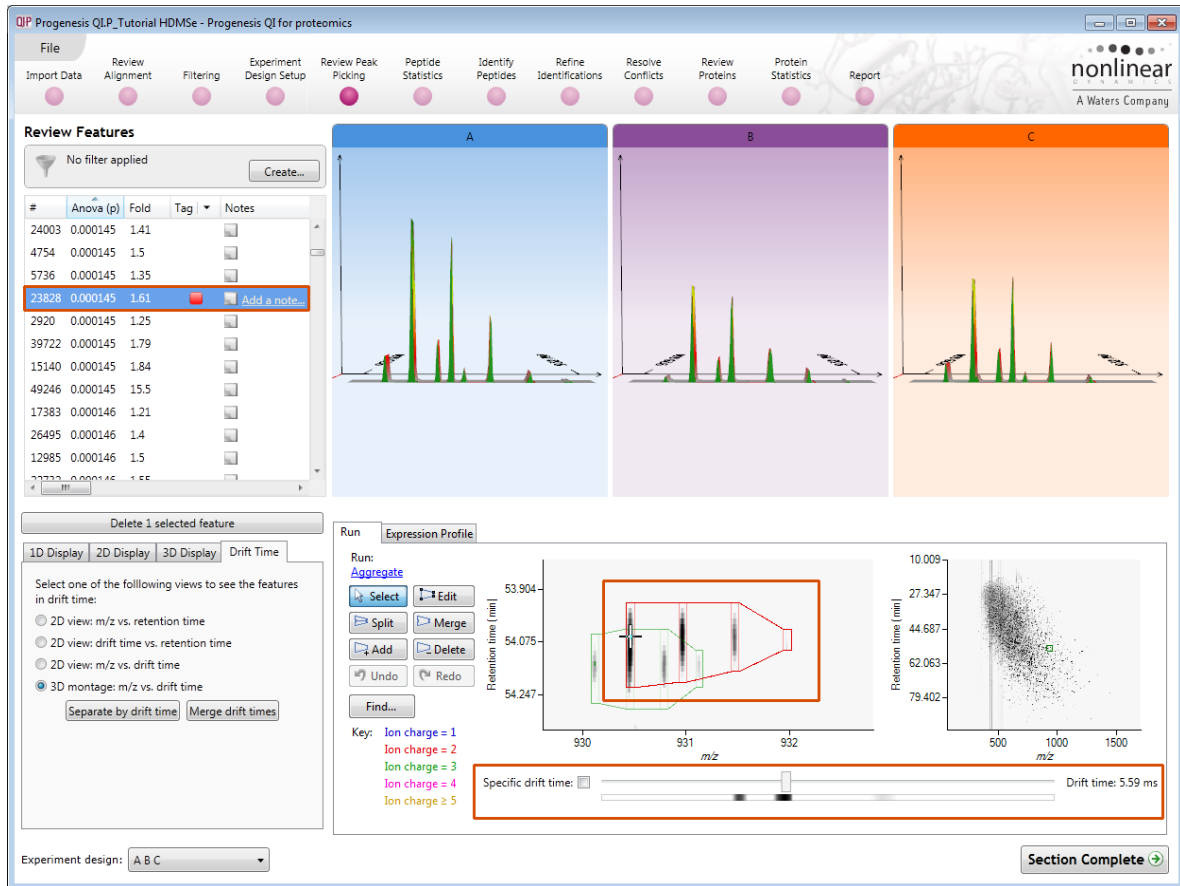 Progenesis QI.P_Tutorial HDMSe - Progenesis QI for proteomics
File
Import Data
Review Alignment
Filtering
Experiment Design Setup
Review Peak Picking
Peptide Statistics
Identify Peptides
Refine Identifications
Resolve Conflicts
Review Proteins
Protein Statistics
Report
nonlinear
DYNAMICS
A Waters Company
Review Features
No filter applied
Create...
# Anova (p) Fold Tag Notes
24003 0.000145 1.41
4754 0.000145 1.5
5736 0.000145 1.35
23828 0.000145 1.61 Add a note...
2920 0.000145 1.25
39722 0.000145 1.79
15140 0.000145 1.84
49246 0.000145 15.5
17383 0.000146 1.21
26495 0.000146 1.4
12985 0.000146 1.5
A
B
C
Delete 1 selected feature
1D Display 2D Display 3D Display Drift Time
Select one of the folllowing views to see the features
in drift time:
2D view: m/z vs. retention time
2D view: drift time vs. retention time
2D view: m/z vs. drift time
3D montage: m/z vs. drift time
Separate by drift time Merge drift times
Run Expression Profile
Run:
Aggregate
Select Edit
Split Merge
Add Delete
Undo Redo
Find...
Key: Ion charge = 1
Ion charge = 2
Ion charge = 3
Ion charge = 4
Ion charge ≥ 5
Retention time [min]
53.904
54.075
54.247
930 931 932
m/z
Retention time [min]
10.009
27.347
44.687
62.063
79.402
500 1000 1500
m/z
Specific drift time:
Drift time: 5.59 ms
Experiment design: A B C
Section Complete